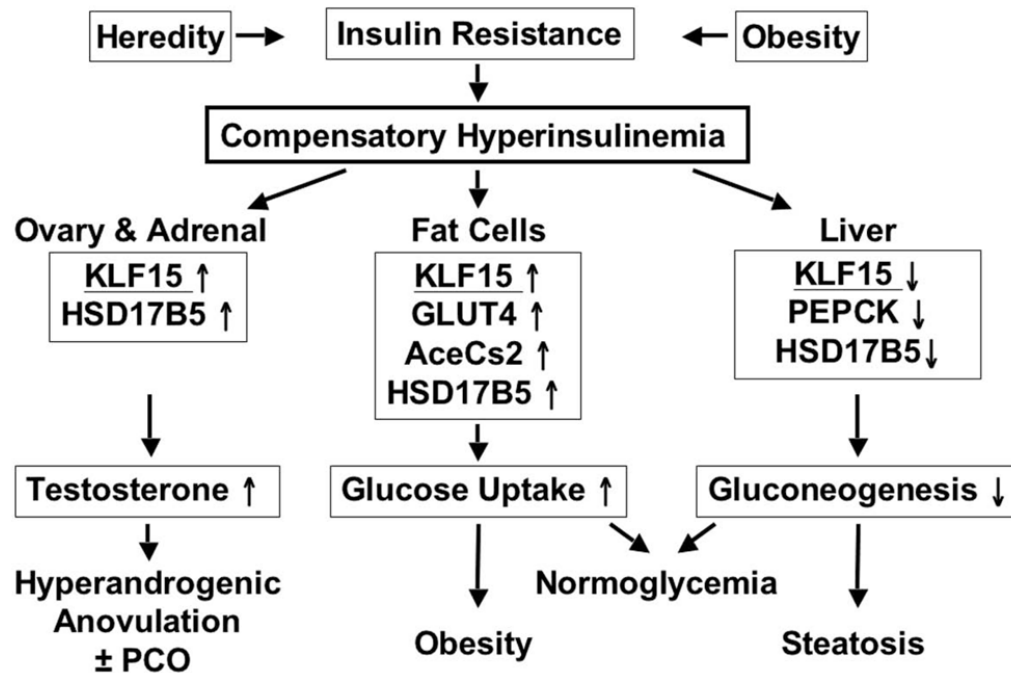 Heredity
Insulin Resistance
Obesity
Compensatory Hyperinsulinemia
Ovary & Adrenal
KLF15 ↑
HSD17B5 ↑
Fat Cells
KLF15 ↑
GLUT4 ↑
AceCs2 ↑
HSD17B5 ↑
Liver
KLF15 ↓
PEPCK ↓
HSD17B5↓
Testosterone ↑
Glucose Uptake ↑
Gluconeogenesis ↓
Hyperandrogenic
Anovulation
± PCO
Obesity
Normoglycemia
Steatosis